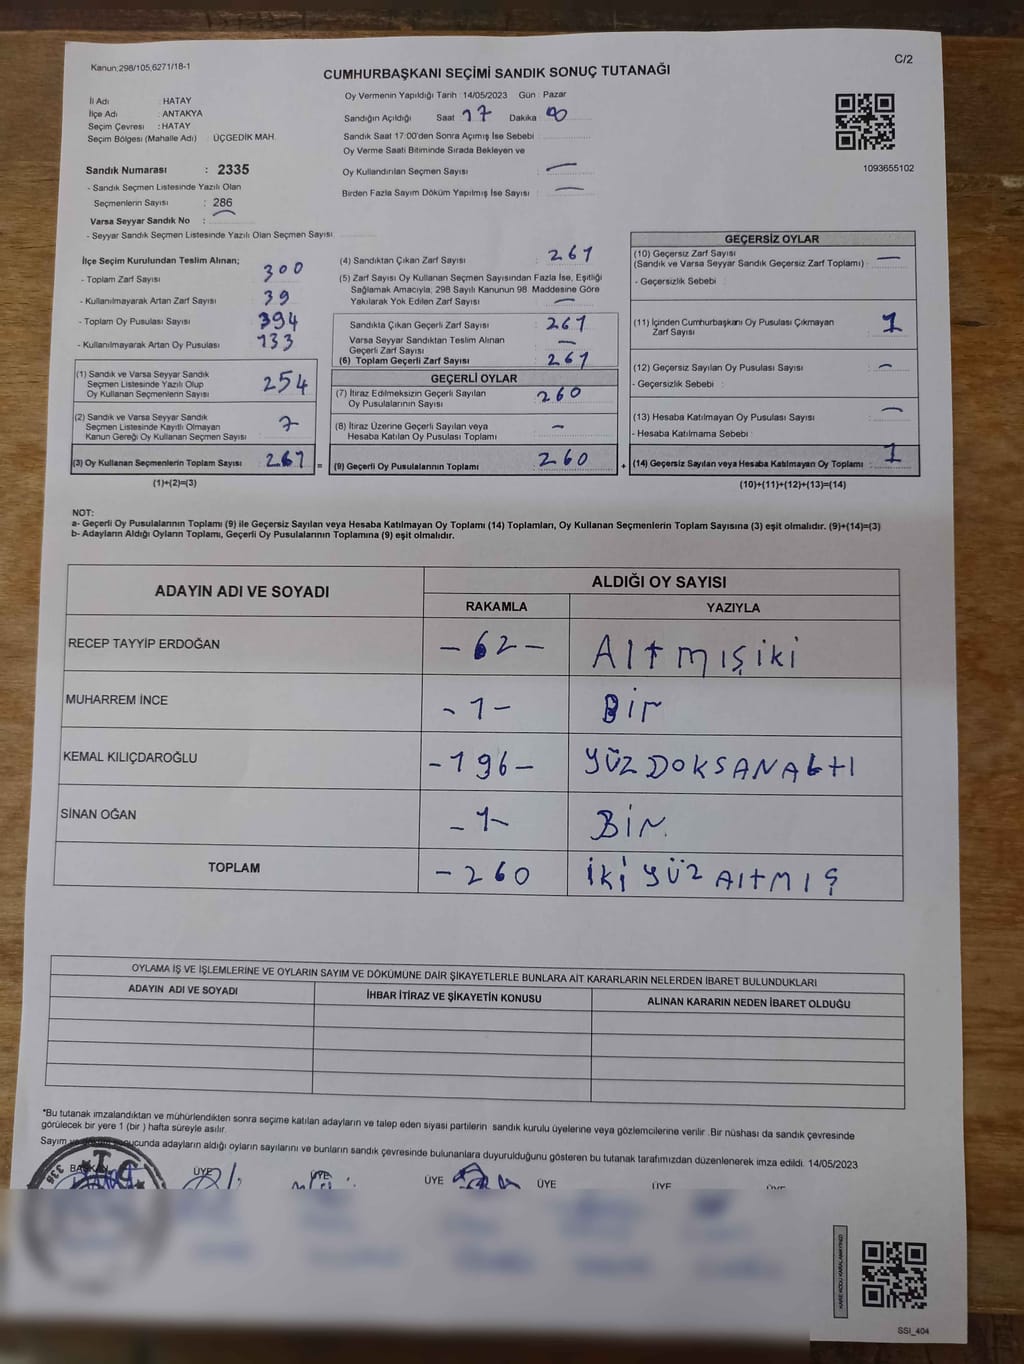 Kanun:298/105,6271/18-1
C/2
CUMHURBAŞKANI SEÇİMİ SANDIK SONUÇ TUTANAĞI
İl Adı : HATAY
İlçe Adı : ANTAKYA
Seçim Çevresi : HATAY
Seçim Bölgesi (Mahalle Adı) : ÜÇGEDİK MAH.
Sandık Numarası : 2335
- Sandık Seçmen Listesinde Yazılı Olan
Seçmenlerin Sayısı : 286
Varsa Seyyar Sandık No : —
- Seyyar Sandık Seçmen Listesinde Yazılı Olan Seçmen Sayısı:
Oy Vermenin Yapıldığı Tarih : 14/05/2023 Gün : Pazar
Sandığın Açıldığı Saat 17 Dakika : 00
Sandık Saat 17:00'den Sonra Açımış İse Sebebi :
Oy Verme Saati Bitiminde Sırada Bekleyen ve
Oy Kullandırılan Seçmen Sayısı : —
Birden Fazla Sayım Döküm Yapılmış İse Sayısı : —
1093655102
İlçe Seçim Kurulundan Teslim Alınan;
- Toplam Zarf Sayısı : 300
- Kullanılmayarak Artan Zarf Sayısı : 39
- Toplam Oy Pusulası Sayısı : 394
- Kullanılmayarak Artan Oy Pusulası : 133
(1) Sandık ve Varsa Seyyar Sandık
Seçmen Listesinde Yazılı Olup
Oy Kullanan Seçmenlerin Sayısı : 254
(2) Sandık ve Varsa Seyyar Sandık
Seçmen Listesinde Kayıtlı Olmayan
Kanun Gereği Oy Kullanan Seçmen Sayısı : 7
(3) Oy Kullanan Seçmenlerin Toplam Sayısı : 261 =
(1)+(2)=(3)
(4) Sandıktan Çıkan Zarf Sayısı : 261
(5) Zarf Sayısı Oy Kullanan Seçmen Sayısından Fazla İse, Eşitliği
Sağlamak Amacıyla; 298 Sayılı Kanunun 98. Maddesine Göre
Yakılarak Yok Edilen Zarf Sayısı : —
Sandıkta Çıkan Geçerli Zarf Sayısı : 261
Varsa Seyyar Sandıktan Teslim Alınan
Geçerli Zarf Sayısı : —
(6) Toplam Geçerli Zarf Sayısı : 261
GEÇERLİ OYLAR
(7) İtiraz Edilmeksizin Geçerli Sayılan
Oy Pusulalarının Sayısı : 260
(8) İtiraz Üzerine Geçerli Sayılan veya
Hesaba Katılan Oy Pusulası Toplamı : —
(9) Geçerli Oy Pusulalarının Toplamı : 260 +
GEÇERSİZ OYLAR
(10) Geçersiz Zarf Sayısı
(Sandık ve Varsa Seyyar Sandık Geçersiz Zarf Toplamı) : —
- Geçersizlik Sebebi :
(11) İçinden Cumhurbaşkanı Oy Pusulası Çıkmayan
Zarf Sayısı : 1
(12) Geçersiz Sayılan Oy Pusulası Sayısı : —
- Geçersizlik Sebebi :
(13) Hesaba Katılmayan Oy Pusulası Sayısı : —
- Hesaba Katılmama Sebebi :
(14) Geçersiz Sayılan veya Hesaba Katılmayan Oy Toplamı : 1
(10)+(11)+(12)+(13)=(14)
NOT:
a- Geçerli Oy Pusulalarının Toplamı (9) ile Geçersiz Sayılan veya Hesaba Katılmayan Oy Toplamı (14) Toplamları, Oy Kullanan Seçmenlerin Toplam Sayısına (3) eşit olmalıdır. (9)+(14)=(3)
b- Adayların Aldığı Oyların Toplamı, Geçerli Oy Pusulalarının Toplamına (9) eşit olmalıdır.
ADAYIN ADI VE SOYADI
ALDIĞI OY SAYISI
RAKAMLA YAZIYLA
RECEP TAYYİP ERDOĞAN - 62 - Altmışiki
MUHARREM İNCE - 1 - Bir
KEMAL KILIÇDAROĞLU - 196 - YÜZDOKSANALtI
SİNAN OĞAN - 1 - Bir
TOPLAM - 260 İki YÜZ AltMIŞ
OYLAMA İŞ VE İŞLEMLERİNE VE OYLARIN SAYIM VE DÖKÜMÜNE DAİR ŞİKAYETLERLE BUNLARA AİT KARARLARIN NELERDEN İBARET BULUNDUKLARI
ADAYIN ADI VE SOYADI İHBAR İTİRAZ VE ŞİKAYETİN KONUSU ALINAN KARARIN NEDEN İBARET OLDUĞU
*Bu tutanak imzalandıktan ve mühürlendikten sonra seçime katılan adayların ve talep eden siyasi partilerin sandık kurulu üyelerine veya gözlemcilerine verilir .Bir nüshası da sandık çevresinde
görülecek bir yere 1 (bir ) hafta süreyle asılır.
Sayım ucunda adayların aldığı oyların sayılarını ve bunların sandık çevresinde bulunanlara duyurulduğunu gösteren bu tutanak tarafımızdan düzenlenerek imza edildi. 14/05/2023
BAŞKAN ÜYE ÜYE ÜYE ÜYE ÜYE ÜYE
SSI_404